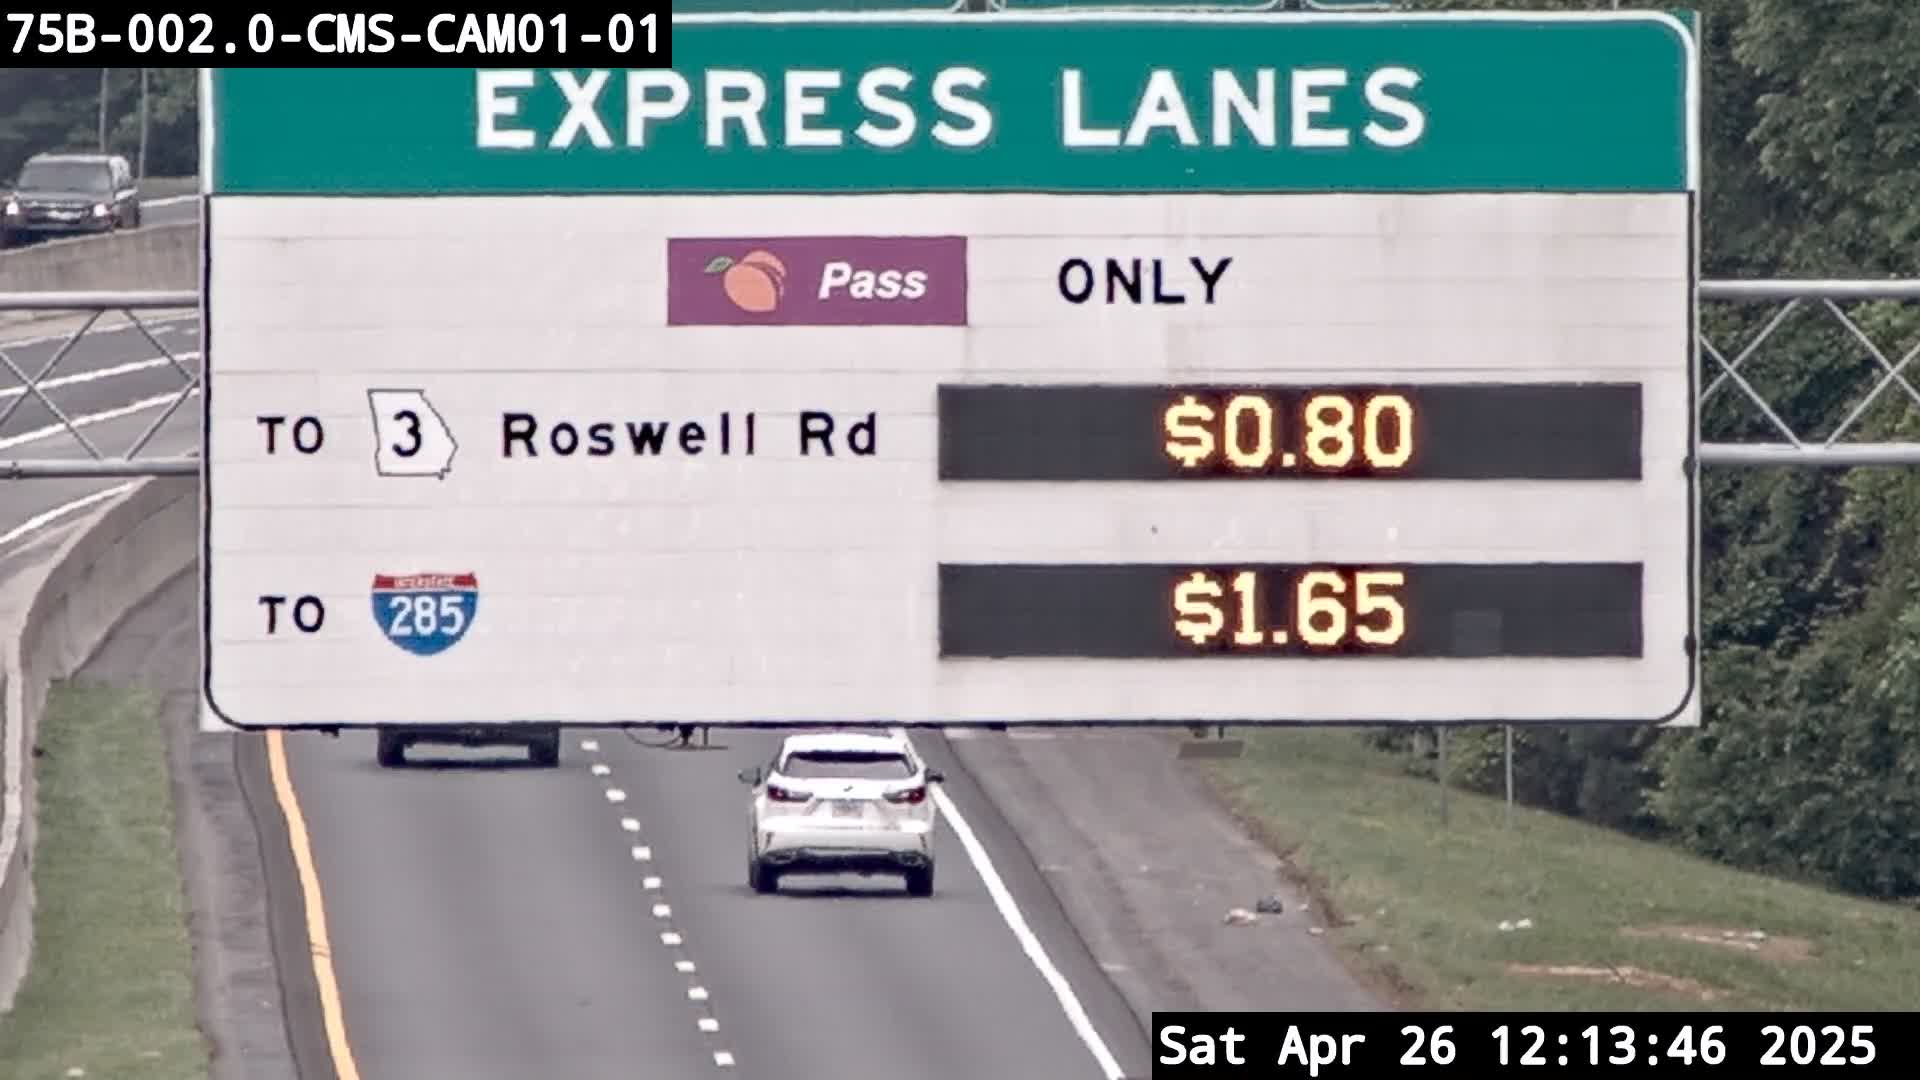 75B-002.0-CMS-CAM01-01
EXPRESS LANES
Pass ONLY
TO 3 Roswell Rd $0.80
TO INTERSTATE 285 $1.65
Sat Apr 26 12:13:46 2025